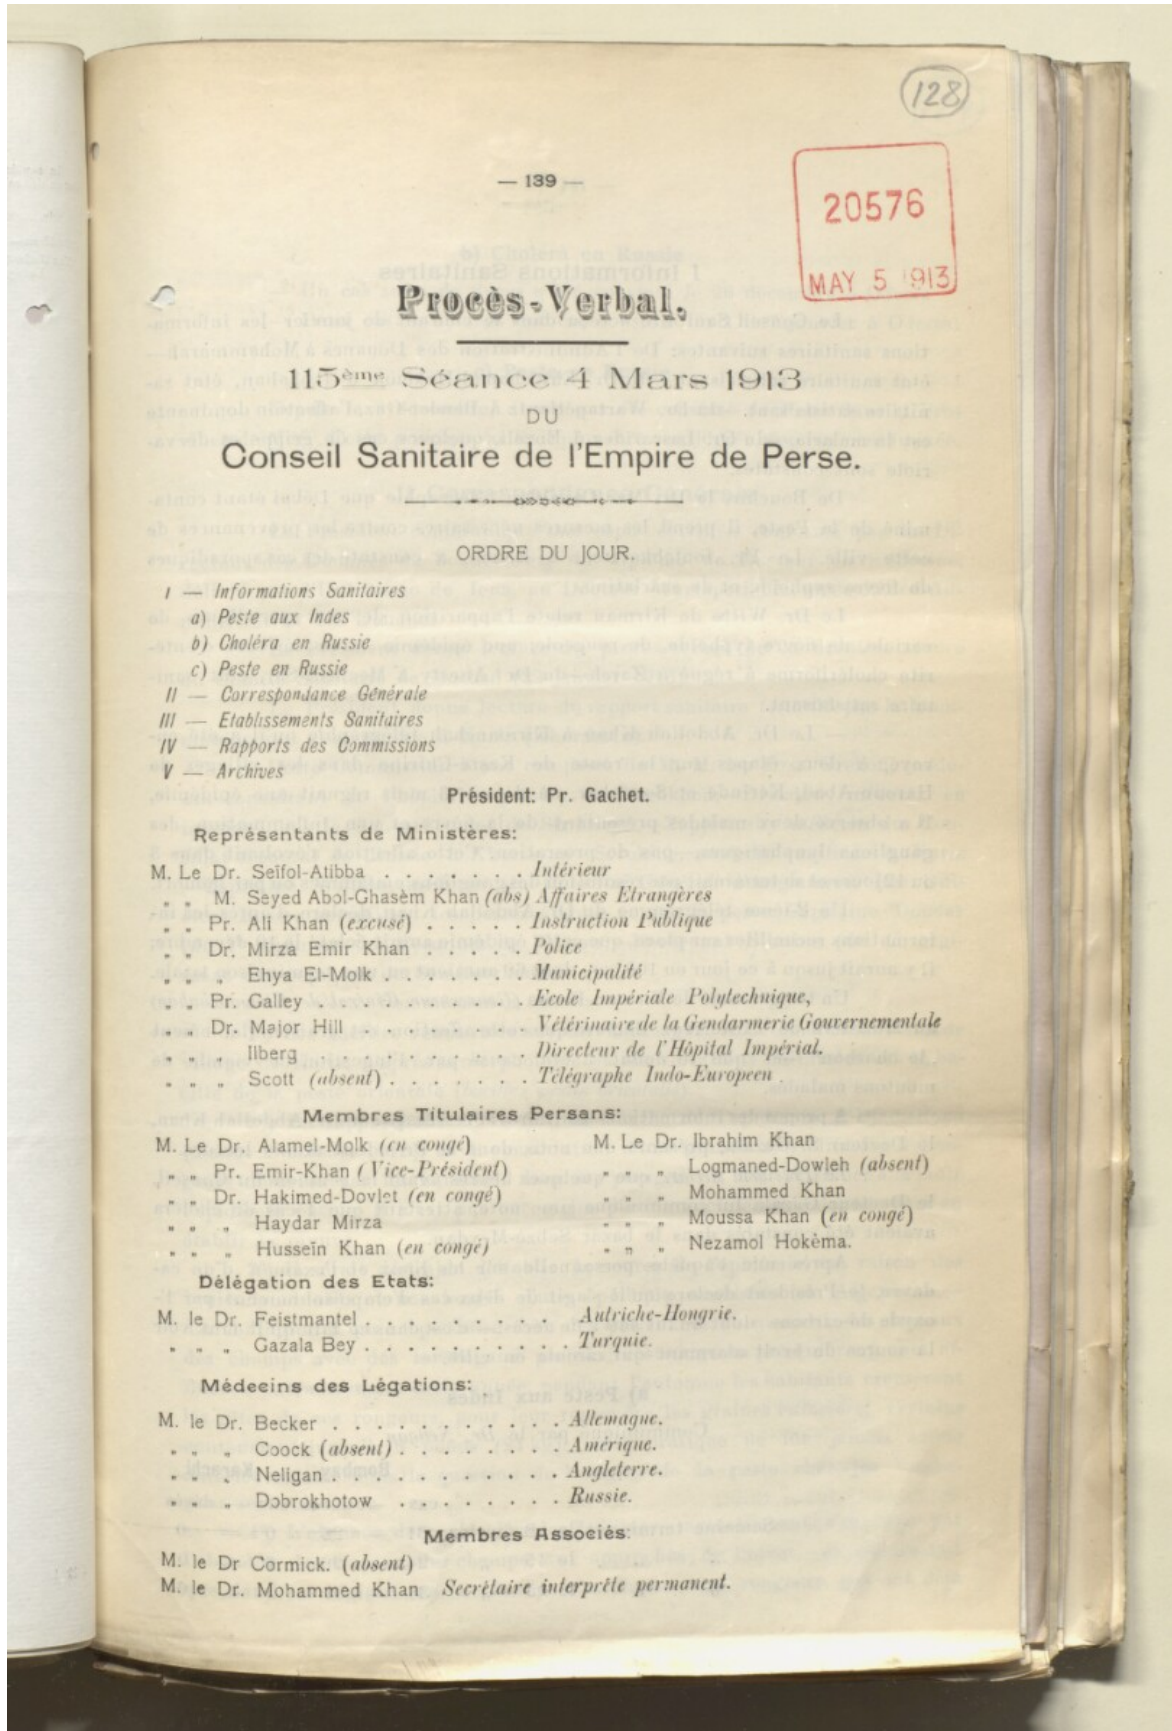 128
— 139 —
20576
MAY 5 1913
Procès-Verbal.
115ème Séance 4 Mars 1913
DU
Conseil Sanitaire de l'Empire de Perse.
ORDRE DU JOUR.
I — Informations Sanitaires
a) Peste aux Indes
b) Choléra en Russie
c) Peste en Russie
II — Correspondance Générale
III — Etablissements Sanitaires
IV — Rapports des Commissions
V — Archives
Président: Pr. Gachet.
Représentants de Ministères:
M. Le Dr. Seïfol-Atibba . . . . . . . Intérieur
„ „ M. Seyed Abol-Ghasèm Khan (abs) Affaires Etrangères
„ „ Pr. Ali Khan (excusé) . . . . . Instruction Publique
„ „ Dr. Mirza Emir Khan . . . . . Police
„ „ „ Ehya El-Molk . . . . . . . Municipalité
„ „ Pr. Galley . . . . . . . . . Ecole Impériale Polytechnique,
„ „ Dr. Major Hill . . . . . . . . Vétérinaire de la Gendarmerie Gouvernementale
„ „ „ Ilberg . . . . . . . . . . Directeur de l'Hôpital Impérial.
„ „ „ Scott (absent) . . . . . . . Télégraphe Indo-Europeen
Membres Titulaires Persans:
M. Le Dr. Alamel-Molk (en congé) M. Le Dr. Ibrahim Khan
„ „ Pr. Emir-Khan (Vice-Président) „ „ „ Logmaned-Dowleh (absent)
„ „ Dr. Hakimed-Dovlet (en congé) „ „ „ Mohammed Khan
„ „ „ Haydar Mirza „ „ „ Moussa Khan (en congé)
„ „ „ Husseïn Khan (en congé) „ „ „ Nezamol Hokèma.
Délégation des Etats:
M. le Dr. Feistmantel . . . . . . . . . Autriche-Hongrie.
„ „ „ Gazala Bey . . . . . . . . . . Turquie.
Médecins des Légations:
M. le Dr. Becker . . . . . . . . . . . . Allemagne.
„ „ „ Coock (absent) . . . . . . . . Amérique.
„ „ „ Neligan . . . . . . . . . . . Angleterre.
„ „ „ Dobrokhotow . . . . . . . . Russie.
Membres Associés:
M. le Dr Cormick. (absent)
M. le Dr. Mohammed Khan Secrétaire interprête permanent.